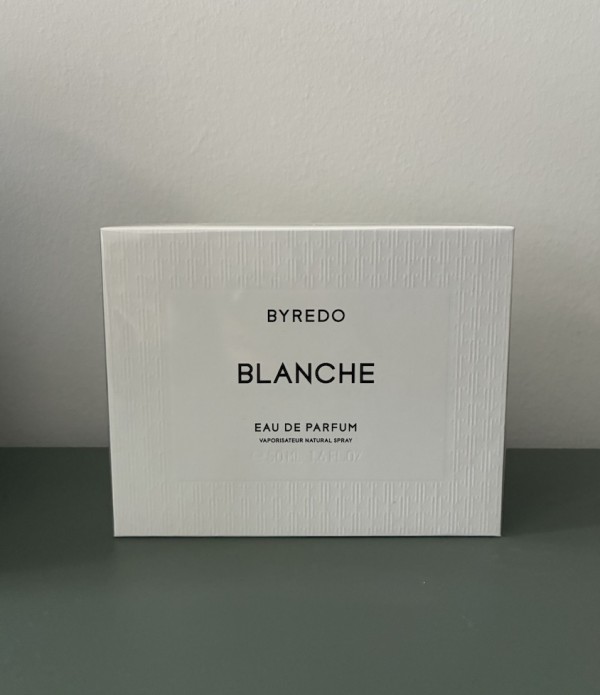 BYREDO
BLANCHE
EAU DE PARFUM
VAPORISATEUR NATURAL SPRAY